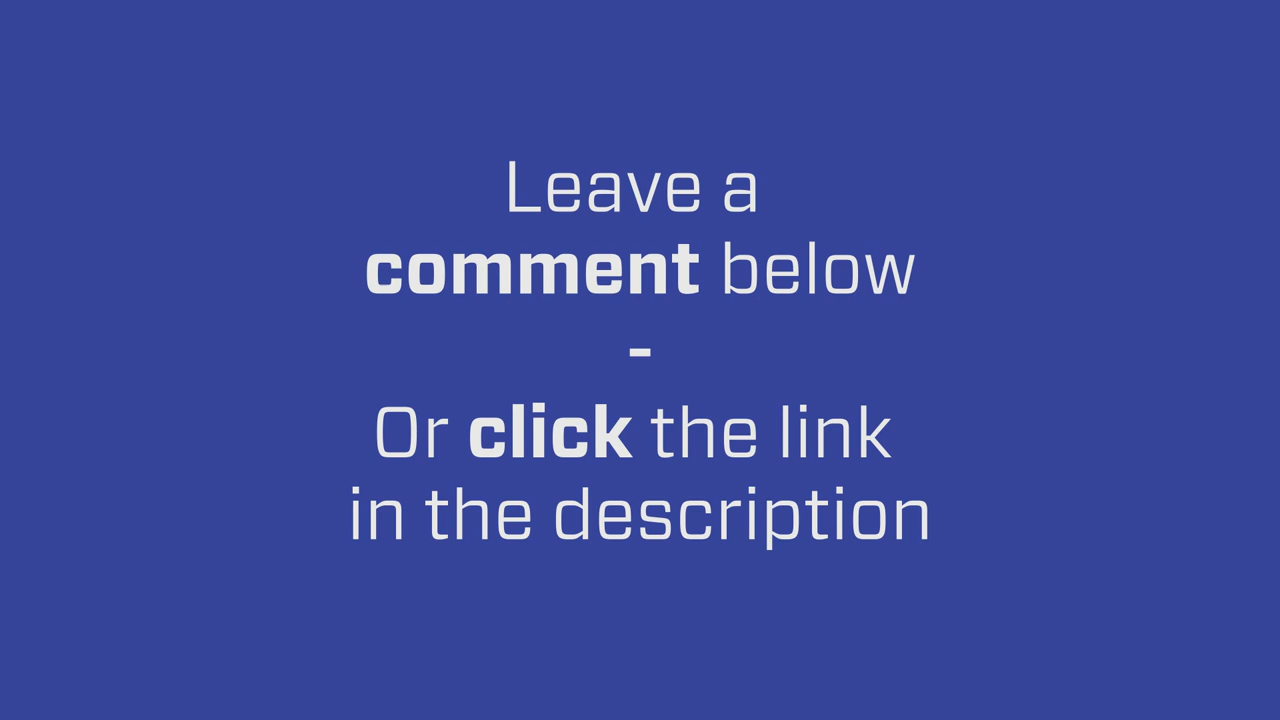 Leave a
comment below
-
Or click the link
in the description